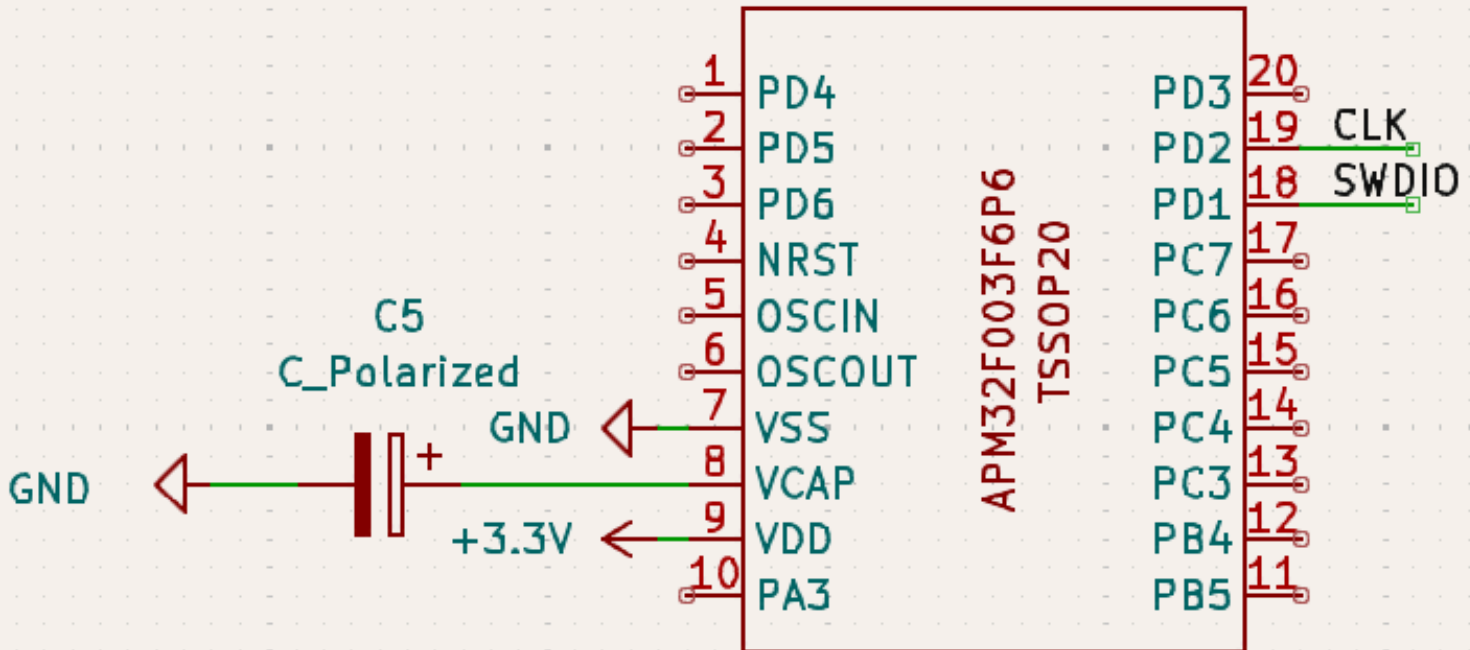 1 PD4
2 PD5
3 PD6
4 NRST
5 OSCIN
6 OSCOUT
7 VSS
8 VCAP
9 VDD
10 PA3
C5
C_Polarized
GND
GND
+
+3.3V
APM32F003F6P6
TSSOP20
PD3 20
PD2 19 CLK
PD1 18 SWDIO
PC7 17
PC6 16
PC5 15
PC4 14
PC3 13
PB4 12
PB5 11